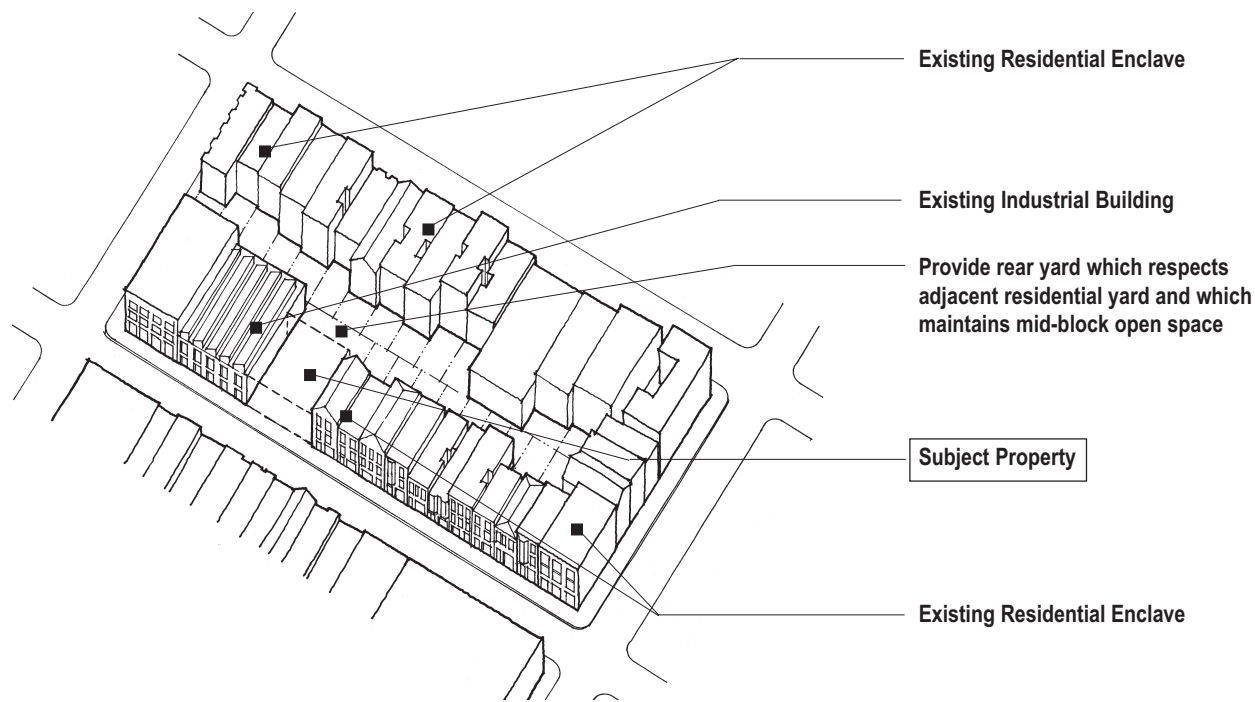 Existing Residential Enclave
Existing Industrial Building
Provide rear yard which respects
adjacent residential yard and which
maintains mid-block open space
Subject Property
Existing Residential Enclave